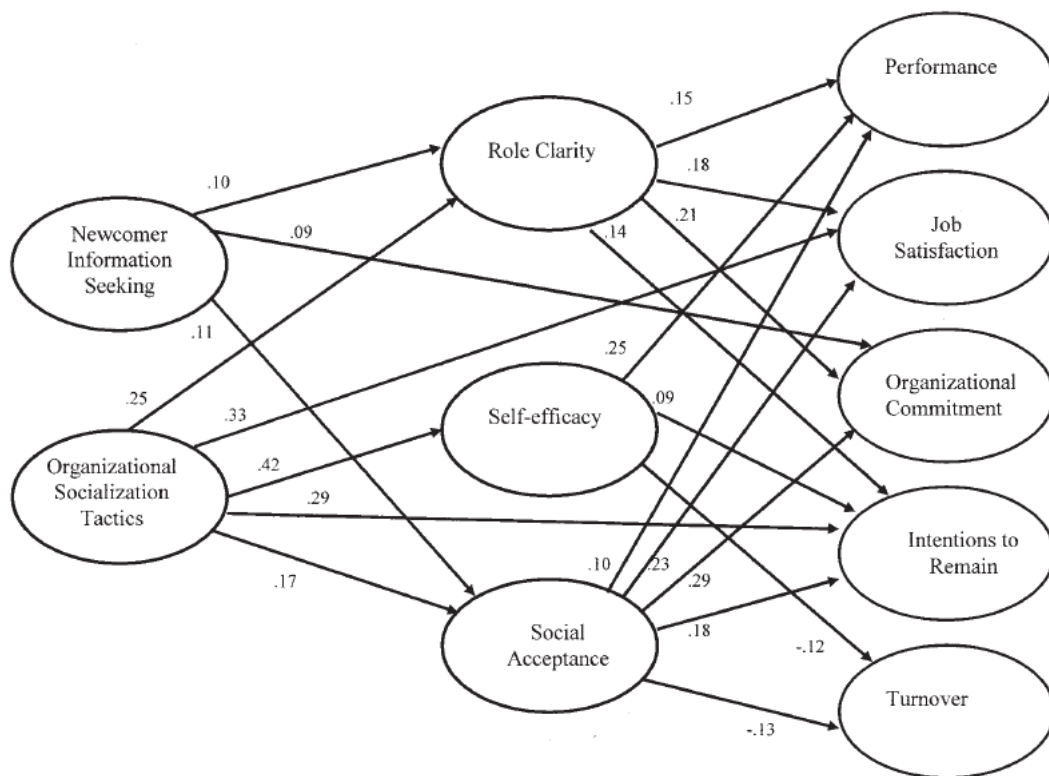 Performance
.15
Role Clarity
.18
.10
.21
.14
.09
Newcomer
Information
Seeking
Job
Satisfaction
.11
.25
.25
.33
.09
Self-efficacy
Organizational
Commitment
Organizational
Socialization
Tactics
.42
.29
.17
.10
.23
.29
.18
Intentions to
Remain
Social
Acceptance
-.12
-.13
Turnover